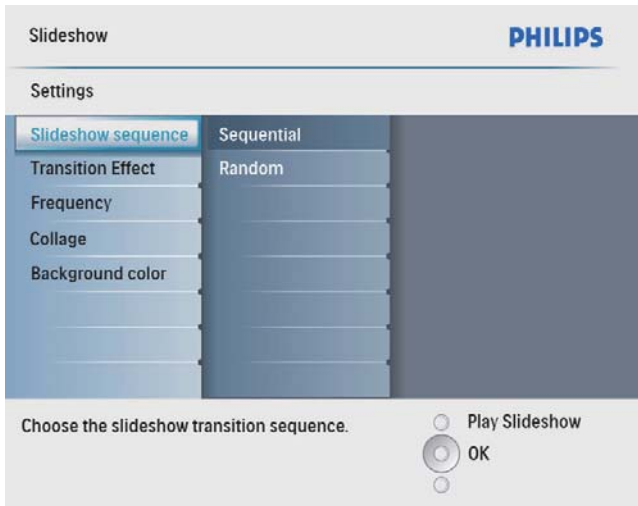 Slideshow
PHILIPS
Settings
Slideshow sequence
Sequential
Transition Effect
Random
Frequency
Collage
Background color
Choose the slideshow transition sequence.
Play Slideshow
OK